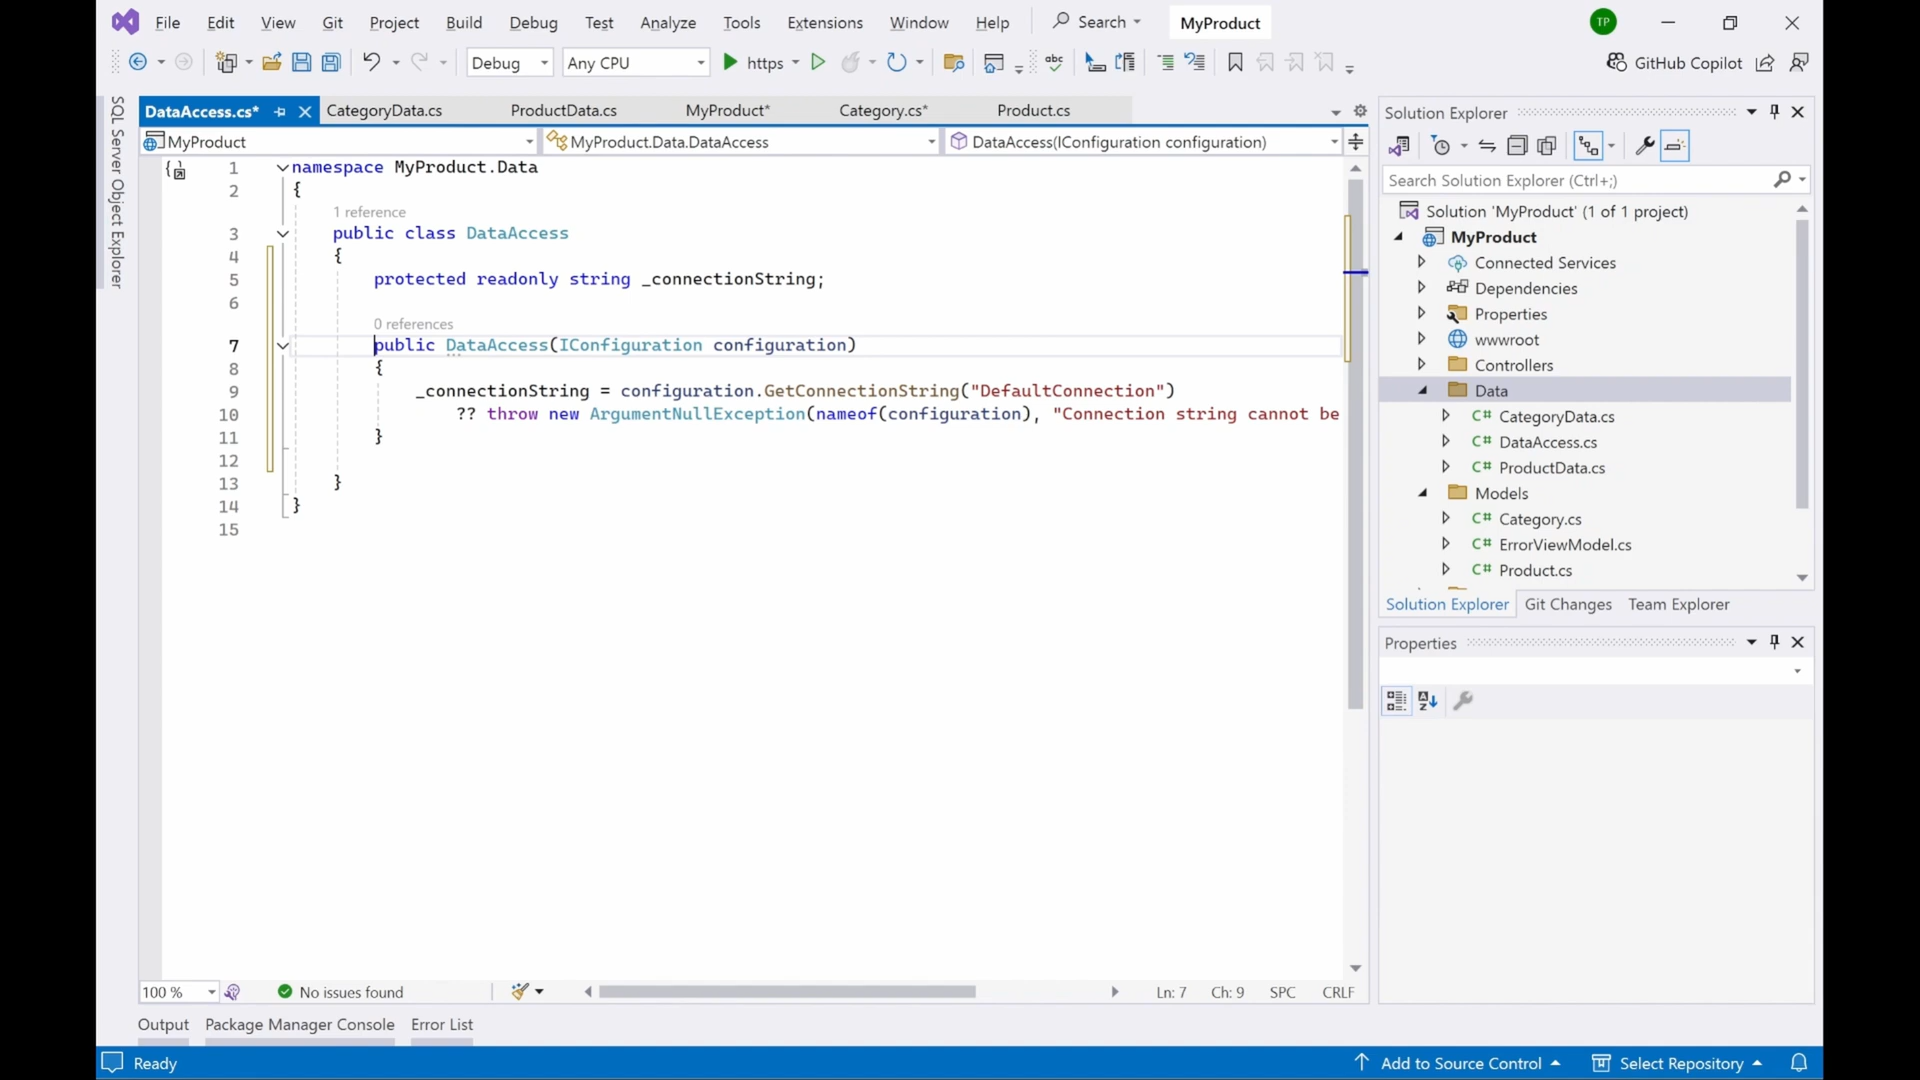 File Edit View Git Project Build Debug Test Analyze Tools Extensions Window Help Search MyProduct TP
Debug Any CPU https abc GitHub Copilot
SQL Server Object Explorer
DataAccess.cs* CategoryData.cs ProductData.cs MyProduct* Category.cs* Product.cs
MyProduct MyProduct.Data.DataAccess DataAccess(IConfiguration configuration)
1 namespace MyProduct.Data
2 {
1 reference
3 public class DataAccess
4 {
5 protected readonly string _connectionString;
6
0 references
7 public DataAccess(IConfiguration configuration)
8 {
9 _connectionString = configuration.GetConnectionString("DefaultConnection")
10 ?? throw new ArgumentNullException(nameof(configuration), "Connection string cannot be
11 }
12
13 }
14 }
15
100 % No issues found Ln: 7 Ch: 9 SPC CRLF
Output Package Manager Console Error List
Solution Explorer
Search Solution Explorer (Ctrl+;)
Solution 'MyProduct' (1 of 1 project)
MyProduct
Connected Services
Dependencies
Properties
wwwroot
Controllers
Data
C# CategoryData.cs
C# DataAccess.cs
C# ProductData.cs
Models
C# Category.cs
C# ErrorViewModel.cs
C# Product.cs
Solution Explorer Git Changes Team Explorer
Properties
Ready Add to Source Control Select Repository